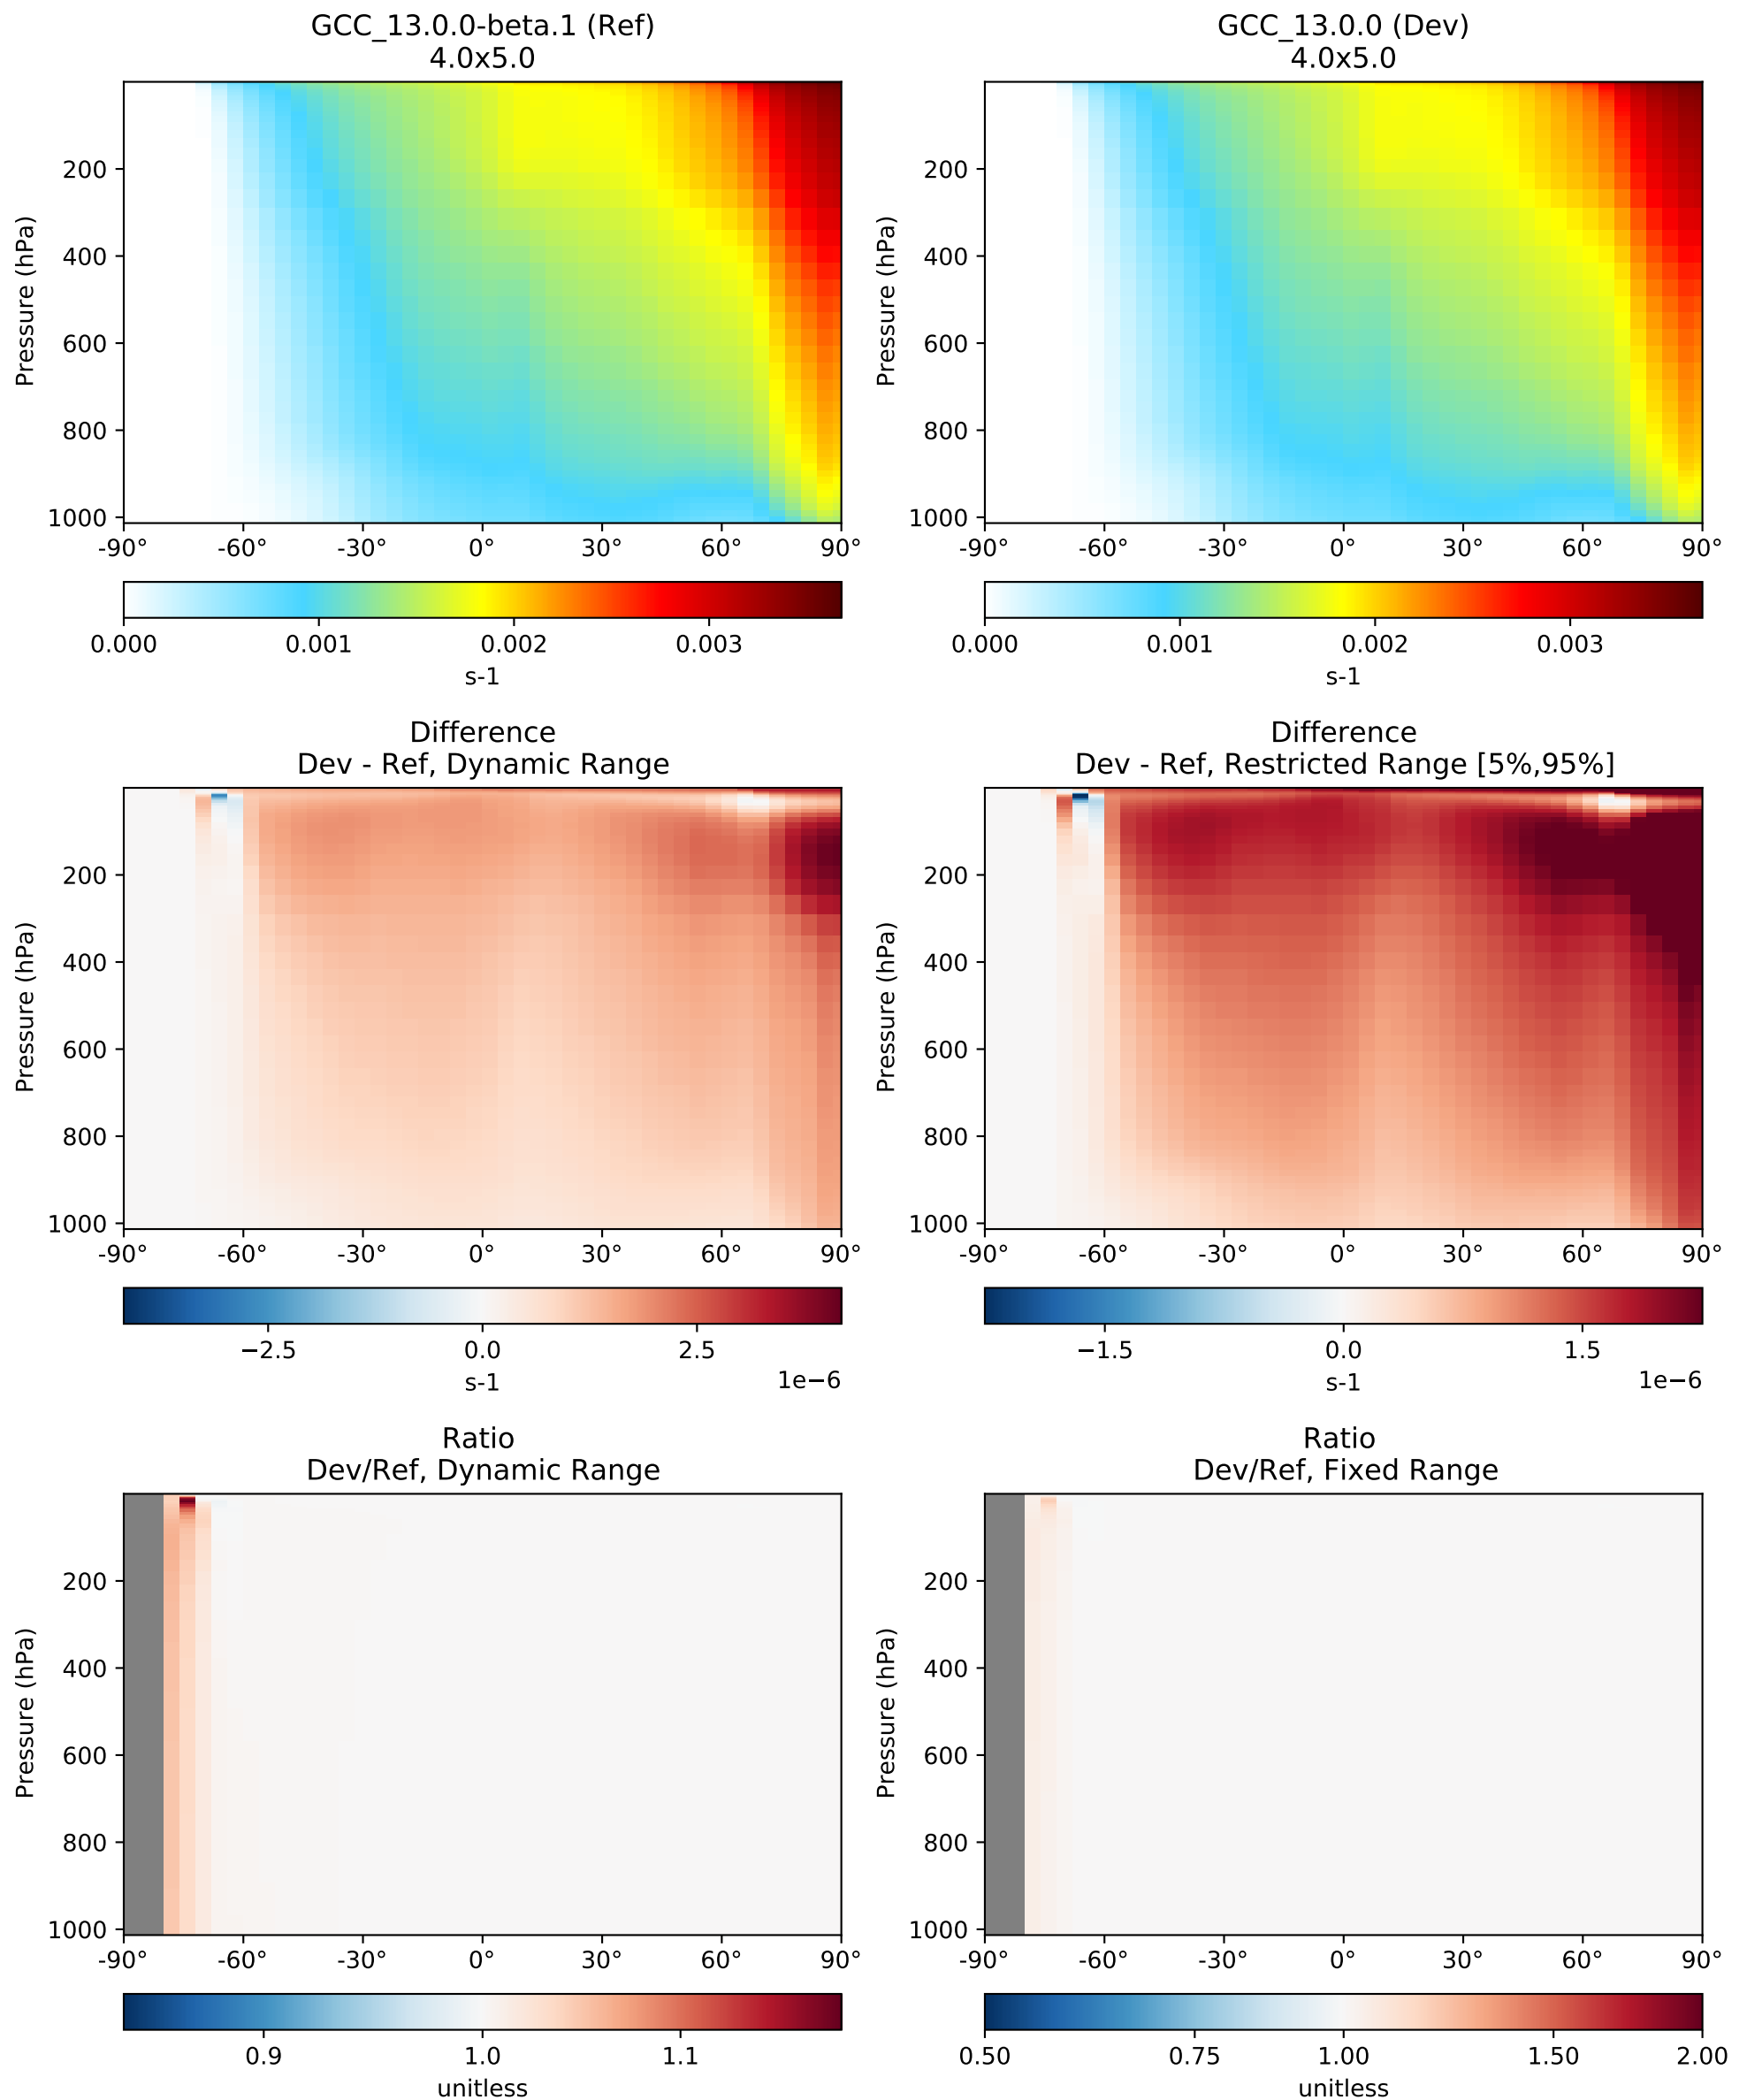 GCC_13.0.0-beta.1 (Ref)
4.0x5.0
Pressure (hPa)
200
400
600
800
1000
-90° -60° -30° 0° 30° 60° 90°
0.000 0.001 0.002 0.003
s-1
GCC_13.0.0 (Dev)
4.0x5.0
Pressure (hPa)
200
400
600
800
1000
-90° -60° -30° 0° 30° 60° 90°
0.000 0.001 0.002 0.003
s-1
Difference
Dev - Ref, Dynamic Range
Pressure (hPa)
200
400
600
800
1000
-90° -60° -30° 0° 30° 60° 90°
−2.5 0.0 2.5
s-1 1e−6
Difference
Dev - Ref, Restricted Range [5%,95%]
Pressure (hPa)
200
400
600
800
1000
-90° -60° -30° 0° 30° 60° 90°
−1.5 0.0 1.5
s-1 1e−6
Ratio
Dev/Ref, Dynamic Range
Pressure (hPa)
200
400
600
800
1000
-90° -60° -30° 0° 30° 60° 90°
0.9 1.0 1.1
unitless
Ratio
Dev/Ref, Fixed Range
Pressure (hPa)
200
400
600
800
1000
-90° -60° -30° 0° 30° 60° 90°
0.50 0.75 1.00 1.50 2.00
unitless